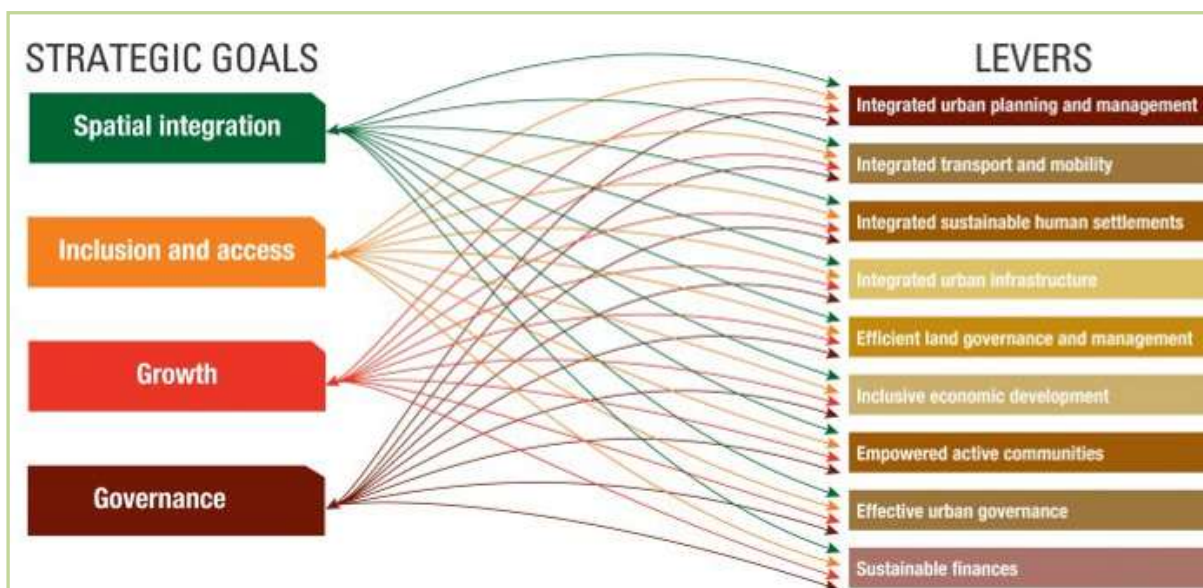 STRATEGIC GOALS
Spatial integration
Inclusion and access
Growth
Governance
LEVERS
Integrated urban planning and management
Integrated transport and mobility
Integrated sustainable human settlements
Integrated urban infrastructure
Efficient land governance and management
Inclusive economic development
Empowered active communities
Effective urban governance
Sustainable finances